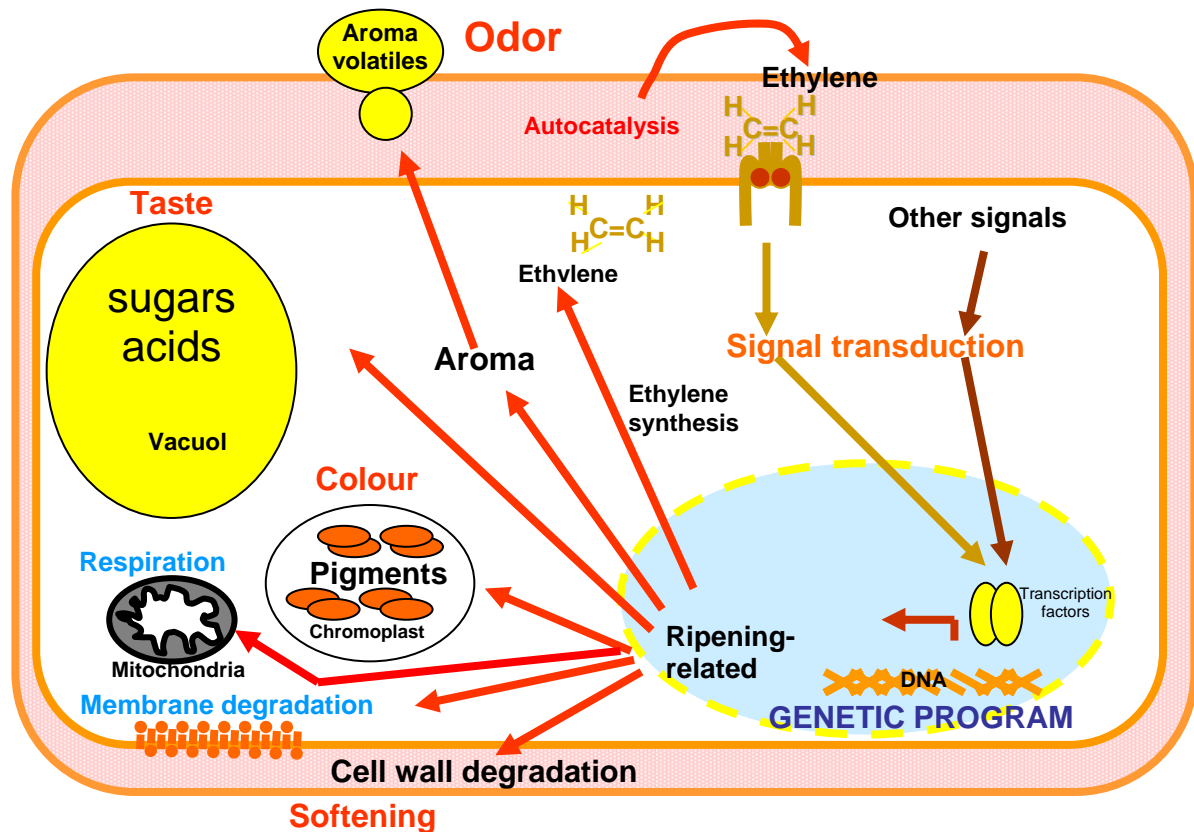 Aroma
volatiles
Odor
Ethylene
Autocatalysis
H H
C=C
H H
Taste
sugars
acids
Vacuol
H H
C=C
H H
Ethvlene
Other signals
Signal transduction
Aroma
Ethylene
synthesis
Colour
Pigments
Chromoplast
Respiration
Mitochondria
Membrane degradation
Ripening-
related
Transcription
factors
DNA
GENETIC PROGRAM
Cell wall degradation
Softening